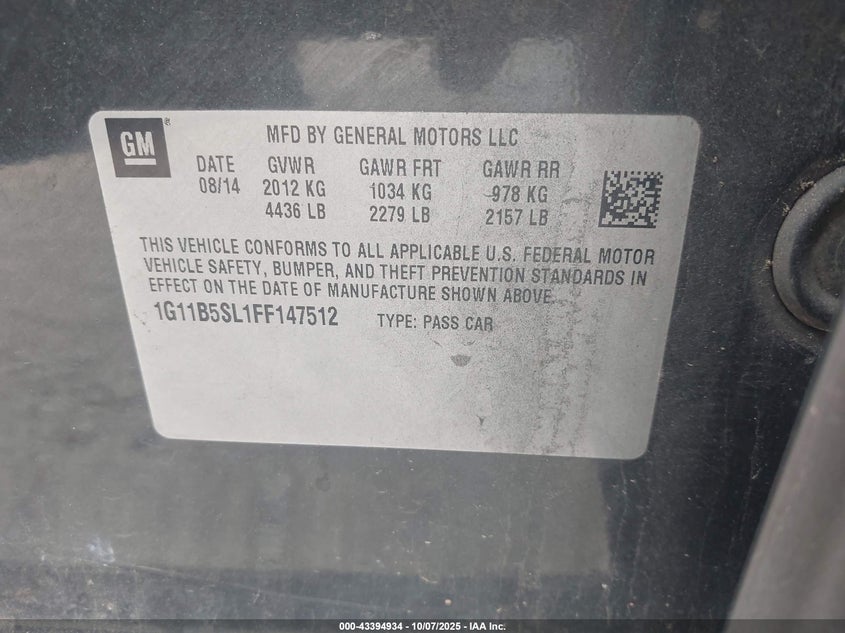 GM
MFD BY GENERAL MOTORS LLC
DATE GVWR GAWR FRT GAWR RR
08/14 2012 KG 1034 KG 978 KG
4436 LB 2279 LB 2157 LB
THIS VEHICLE CONFORMS TO ALL APPLICABLE U.S. FEDERAL MOTOR
VEHICLE SAFETY, BUMPER, AND THEFT PREVENTION STANDARDS IN
EFFECT ON THE DATE OF MANUFACTURE SHOWN ABOVE.
1G11B5SL1FF147512 TYPE: PASS CAR
000-43394934 - 10/07/2025 - IAA Inc.